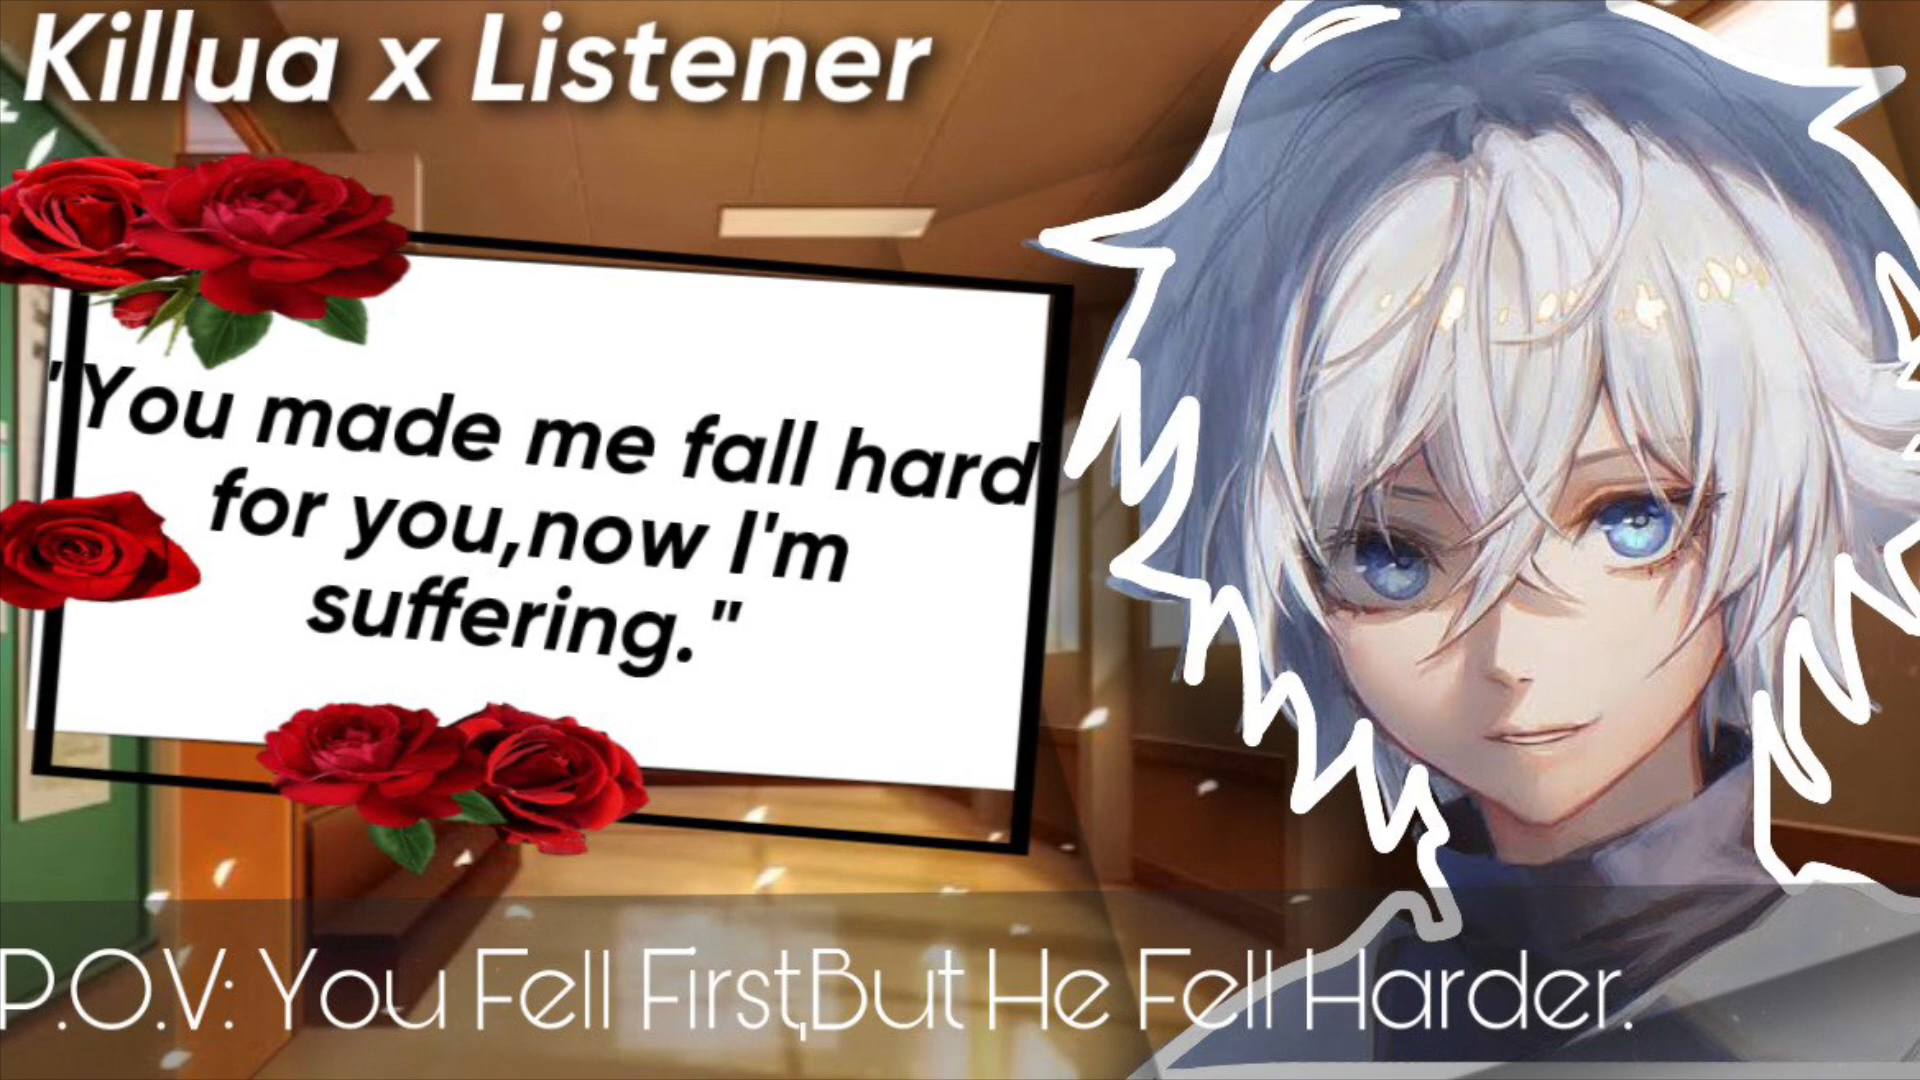 Killua x Listener
"You made me fall hard
for you,now I'm
suffering."
P.O.V: You Fell First,But He Fell Harder.